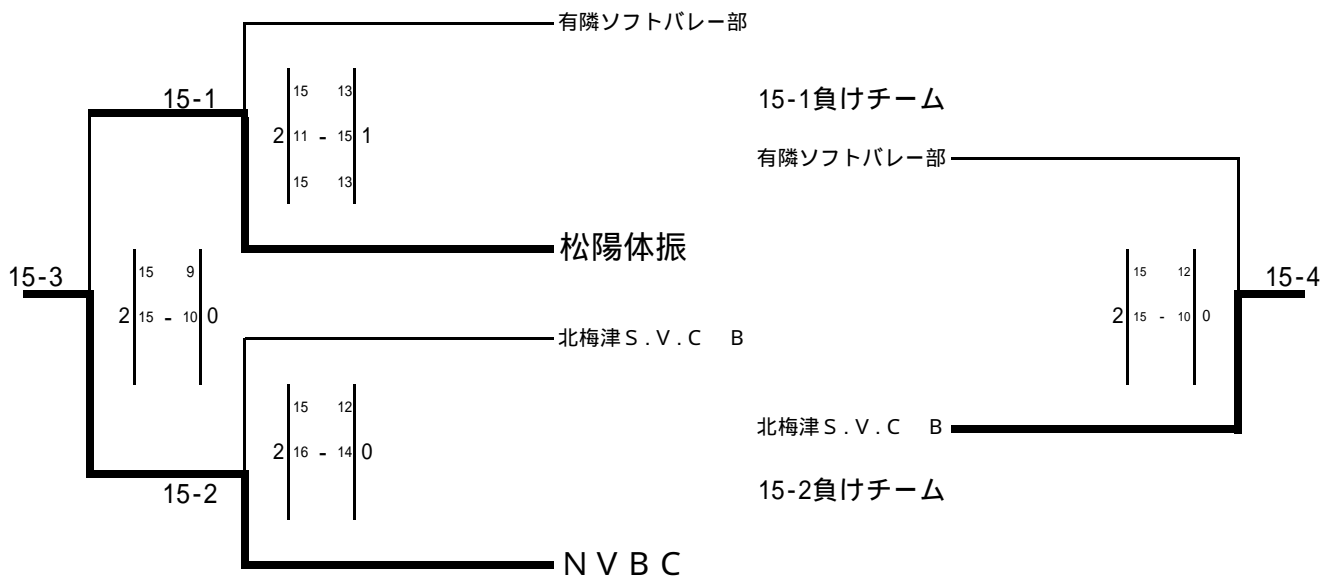 有隣ソフトバレー部
15-1
15 13
2 11 - 15 1
15 13
松陽体振
15-3
15 9
2 15 - 10 0
北梅津Ｓ.Ｖ.Ｃ　Ｂ
15 12
2 16 - 14 0
15-2
ＮＶＢＣ
15-1負けチーム
有隣ソフトバレー部
15-4
15 12
2 15 - 10 0
北梅津Ｓ.Ｖ.Ｃ　Ｂ
15-2負けチーム